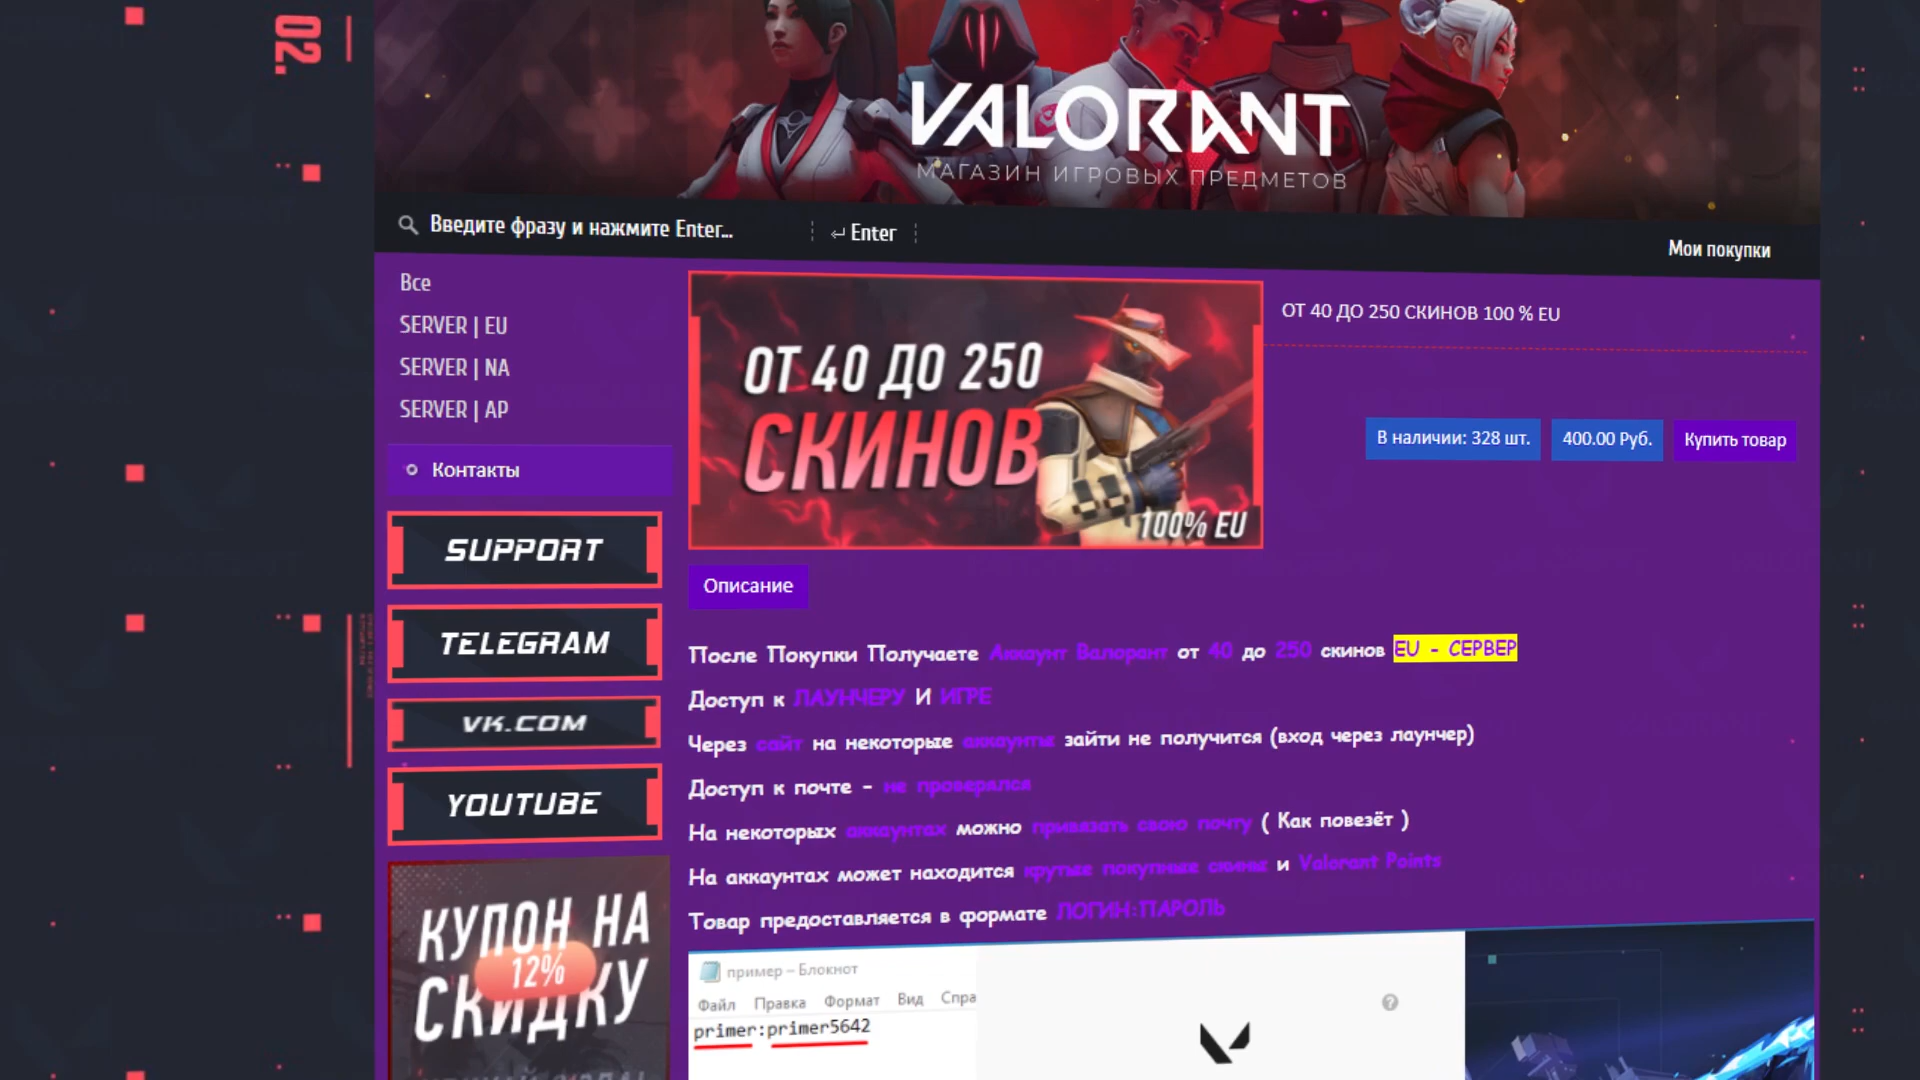 02.
VALORANT
МАГАЗИН ИГРОВЫХ ПРЕДМЕТОВ
Введите фразу и нажмите Enter...
Enter
Мои покупки
Все
SERVER | EU
SERVER | NA
SERVER | AP
Контакты
SUPPORT
TELEGRAM
VK.COM
YOUTUBE
КУПОН НА
12%
СКИДКУ
ОТ 40 ДО 250
СКИНОВ
100% EU
ОТ 40 ДО 250 СКИНОВ 100 % EU
В наличии: 328 шт.
400.00 Руб.
Купить товар
Описание
После Покупки Получаете Аккаунт Валорант от 40 до 250 скинов EU - СЕРВЕР
Доступ к ЛАУНЧЕРУ И ИГРЕ
Через сайт на некоторые аккаунты зайти не получится (вход через лаунчер)
Доступ к почте - не проверялся
На некоторых аккаунтах можно привязать свою почту ( Как повезёт )
На аккаунтах может находится крутые покупные скины и Valorant Points
Товар предоставляется в формате ЛОГИН:ПАРОЛЬ
пример – Блокнот
Файл Правка Формат Вид Спра
primer:primer5642